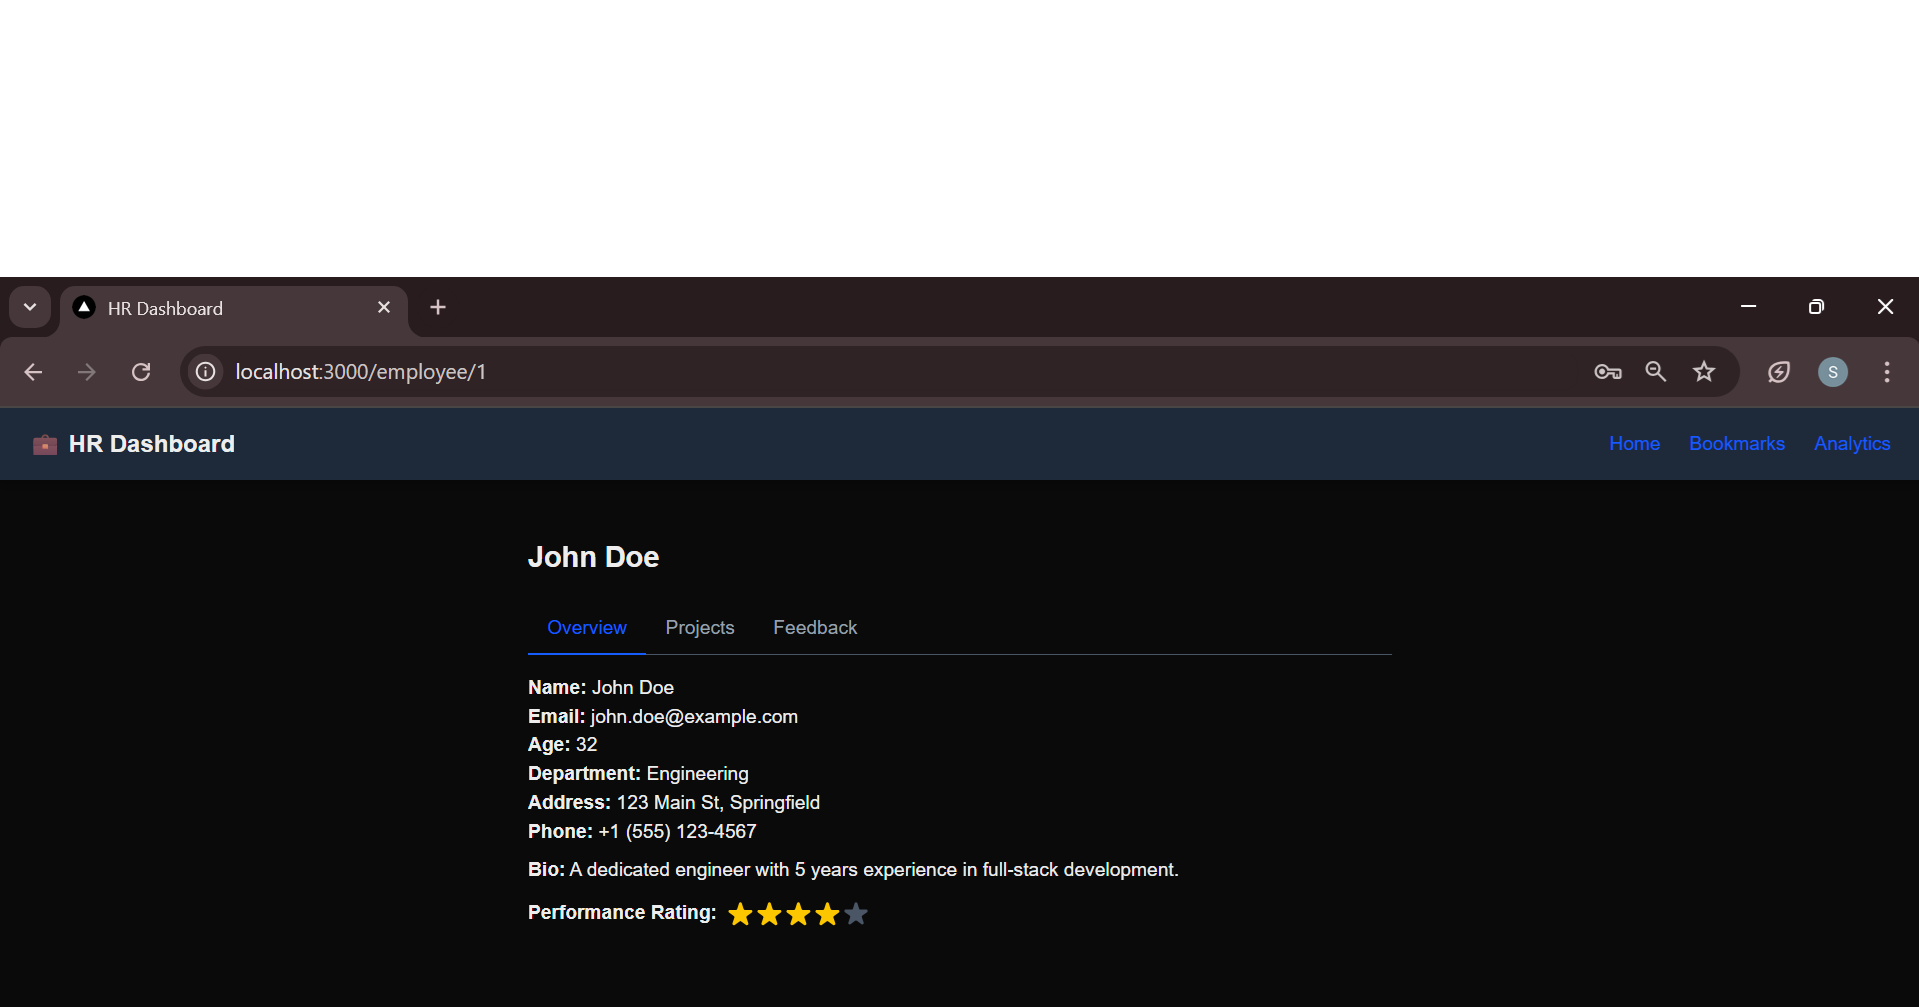 HR Dashboard
localhost:3000/employee/1
S
HR Dashboard
Home Bookmarks Analytics
John Doe
Overview Projects Feedback
Name: John Doe
Email: john.doe@example.com
Age: 32
Department: Engineering
Address: 123 Main St, Springfield
Phone: +1 (555) 123-4567
Bio: A dedicated engineer with 5 years experience in full-stack development.
Performance Rating: